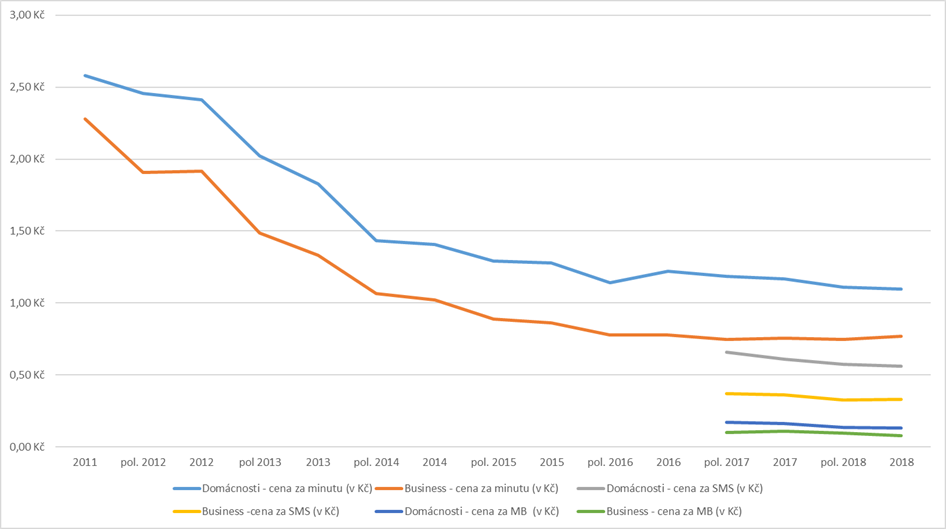 3,00 Kč
2,50 Kč
2,00 Kč
1,50 Kč
1,00 Kč
0,50 Kč
0,00 Kč
2011 pol. 2012 2012 pol 2013 2013 pol. 2014 2014 pol. 2015 2015 pol. 2016 2016 pol. 2017 2017 pol. 2018 2018
Domácnosti - cena za minutu (v Kč) Business - cena za minutu (v Kč) Domácnosti - cena za SMS (v Kč)
Business -cena za SMS (v Kč) Domácnosti - cena za MB (v Kč) Business - cena za MB (v Kč)